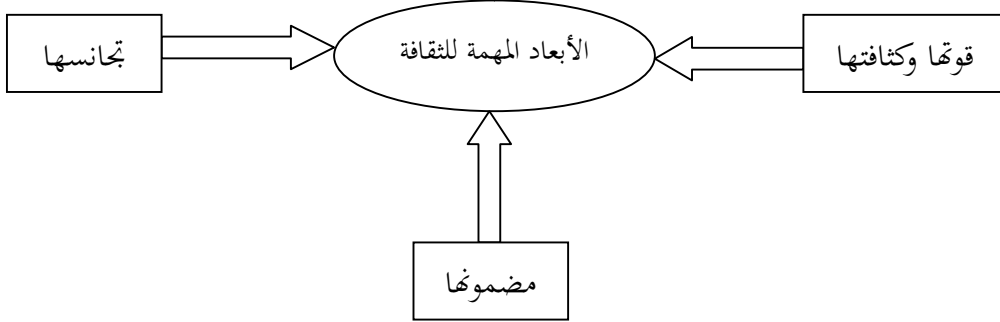 الأبعاد المهمة للثقافة
قوتها وكثافتها
تجانسها
مضمونها